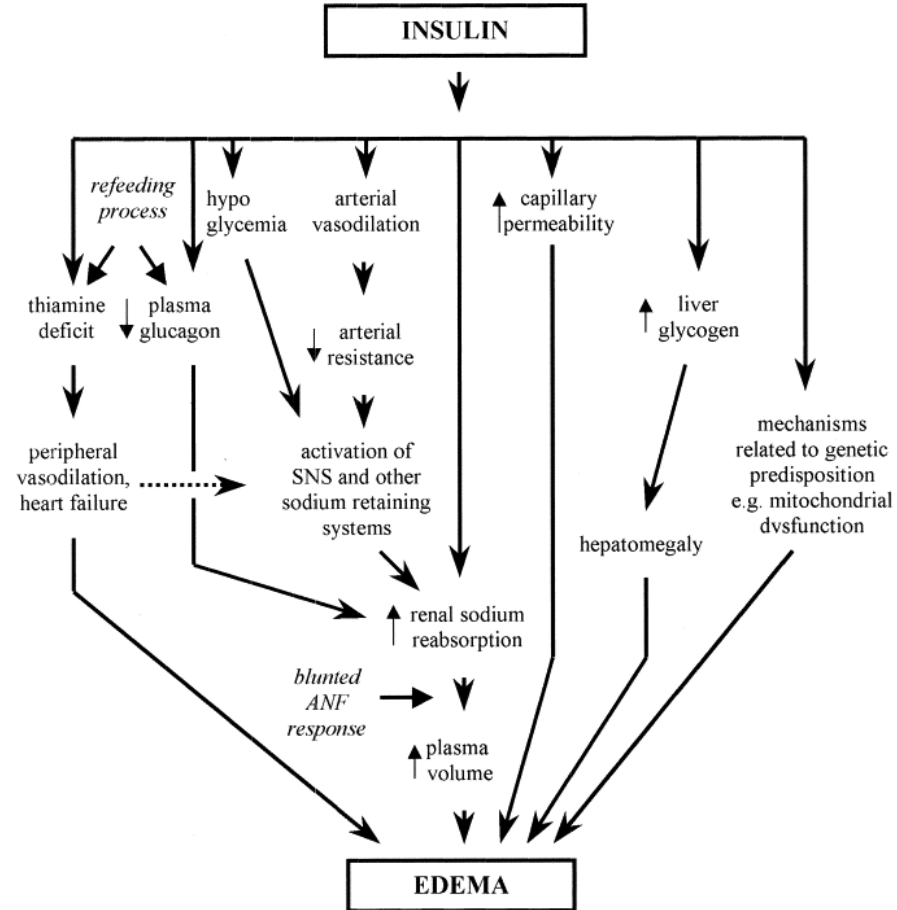 INSULIN
refeeding
process
hypo
glycemia
arterial
vasodilation
capillary
permeability
thiamine
deficit
plasma
glucagon
arterial
resistance
liver
glycogen
peripheral
vasodilation,
heart failure
activation of
SNS and other
sodium retaining
systems
mechanisms
related to genetic
predisposition
e.g. mitochondrial
dvsfunction
hepatomegaly
renal sodium
reabsorption
blunted
ANF
response
plasma
volume
EDEMA